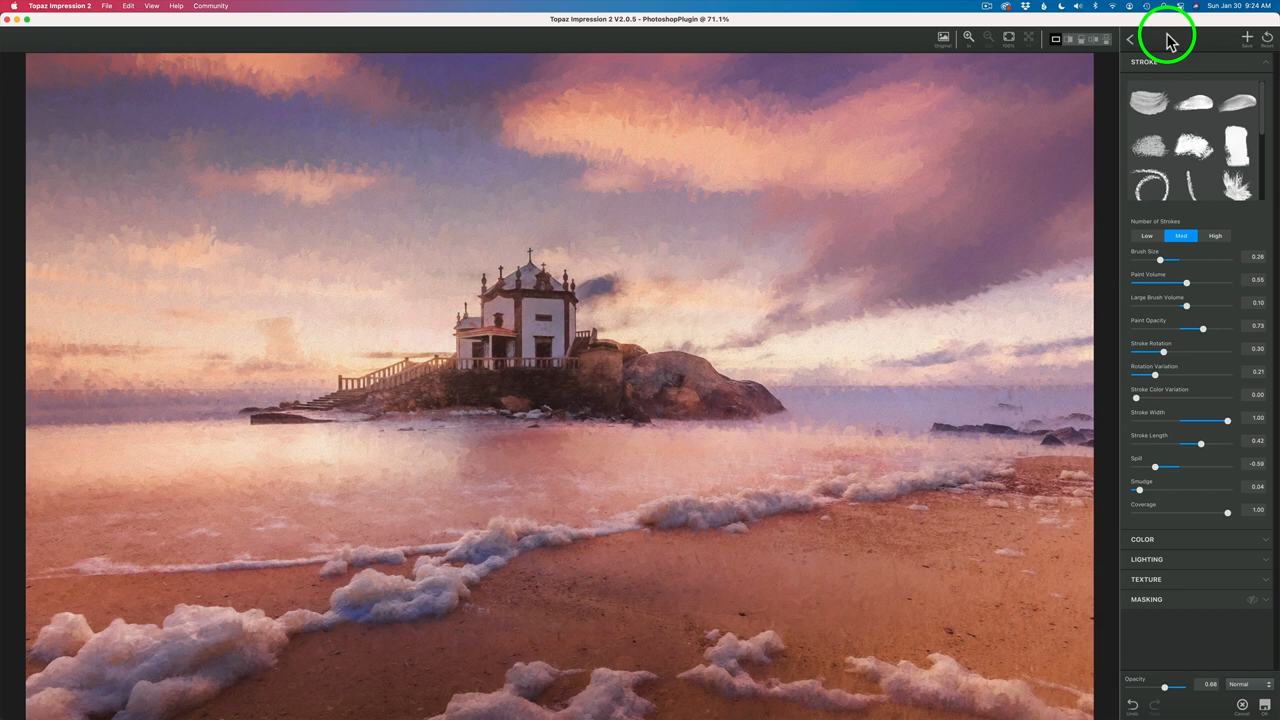 Topaz Impression 2 File Edit View Help Community Sun Jan 30 9:24 AM
Topaz Impression 2 V2.0.5 - PhotoshopPlugin @ 71.1%
Original In 100% Save Reset
STROKE
Number of Strokes
Low Med High
Brush Size 0.26
Paint Volume 0.55
Large Brush Volume 0.10
Paint Opacity 0.73
Stroke Rotation 0.30
Rotation Variation 0.21
Stroke Color Variation 0.00
Stroke Width 1.00
Stroke Length 0.42
Spill -0.59
Smudge 0.04
Coverage 1.00
COLOR
LIGHTING
TEXTURE
MASKING
Opacity 0.68 Normal
Undo Cancel OK